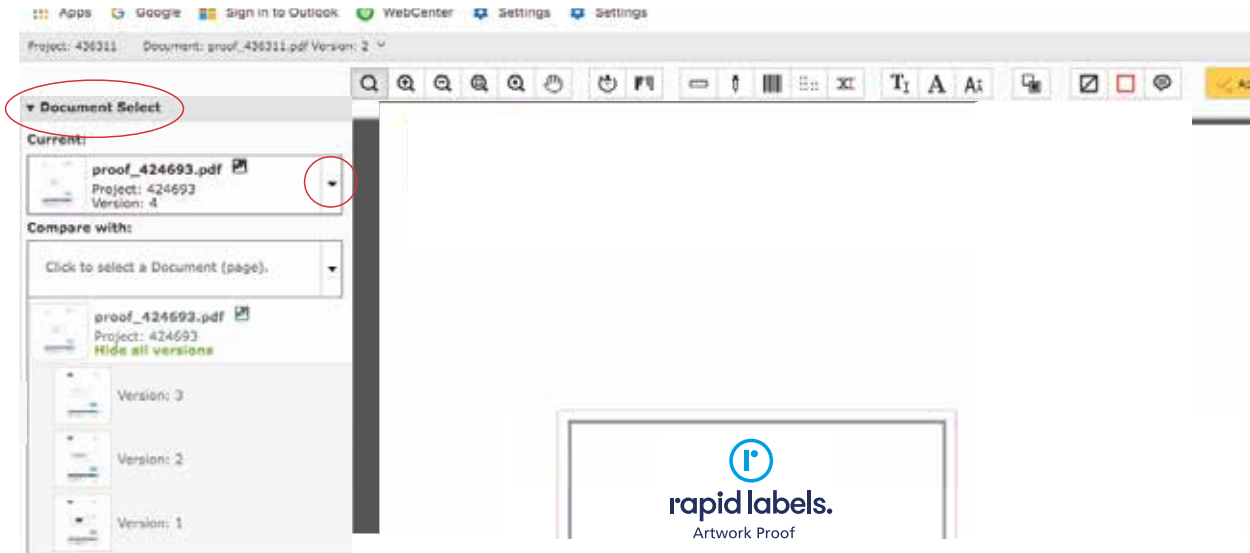 Apps Google Sign in to Outlook WebCenter Settings Settings
Project: 436311 Document: proof_436311.pdf Version: 2
Document Select
Current:
proof_424693.pdf
Project: 424693
Version: 4
Compare with:
Click to select a Document (page).
proof_424693.pdf
Project: 424693
Hide all versions
Version: 3
Version: 2
Version: 1
r
rapid labels.
Artwork Proof